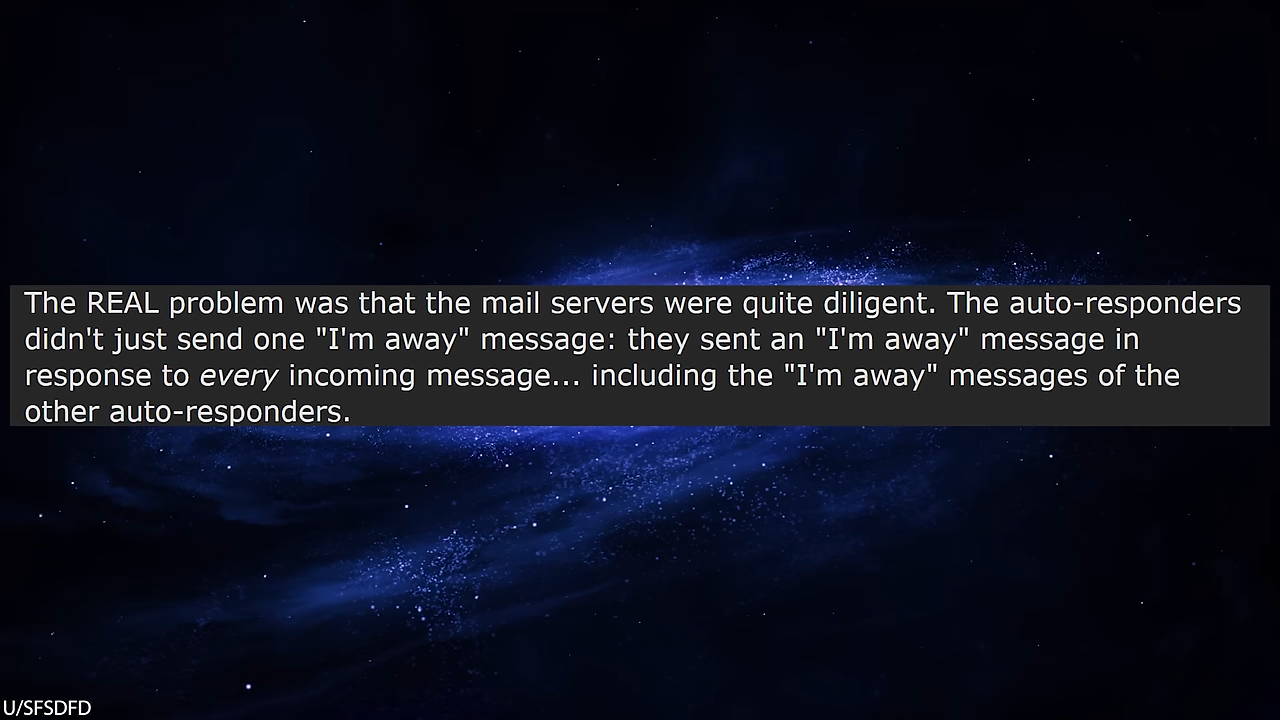 The REAL problem was that the mail servers were quite diligent. The auto-responders
didn't just send one "I'm away" message: they sent an "I'm away" message in
response to every incoming message... including the "I'm away" messages of the
other auto-responders.
U/SFSDFD